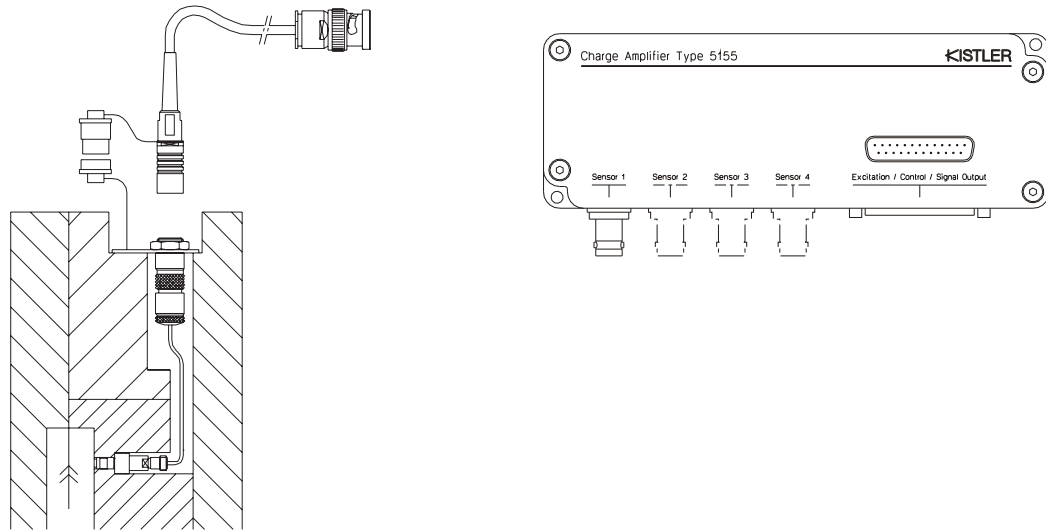 Charge Amplifier Type 5155
KISTLER
Sensor 1
Sensor 2
Sensor 3
Sensor 4
Excitation / Control / Signal Output